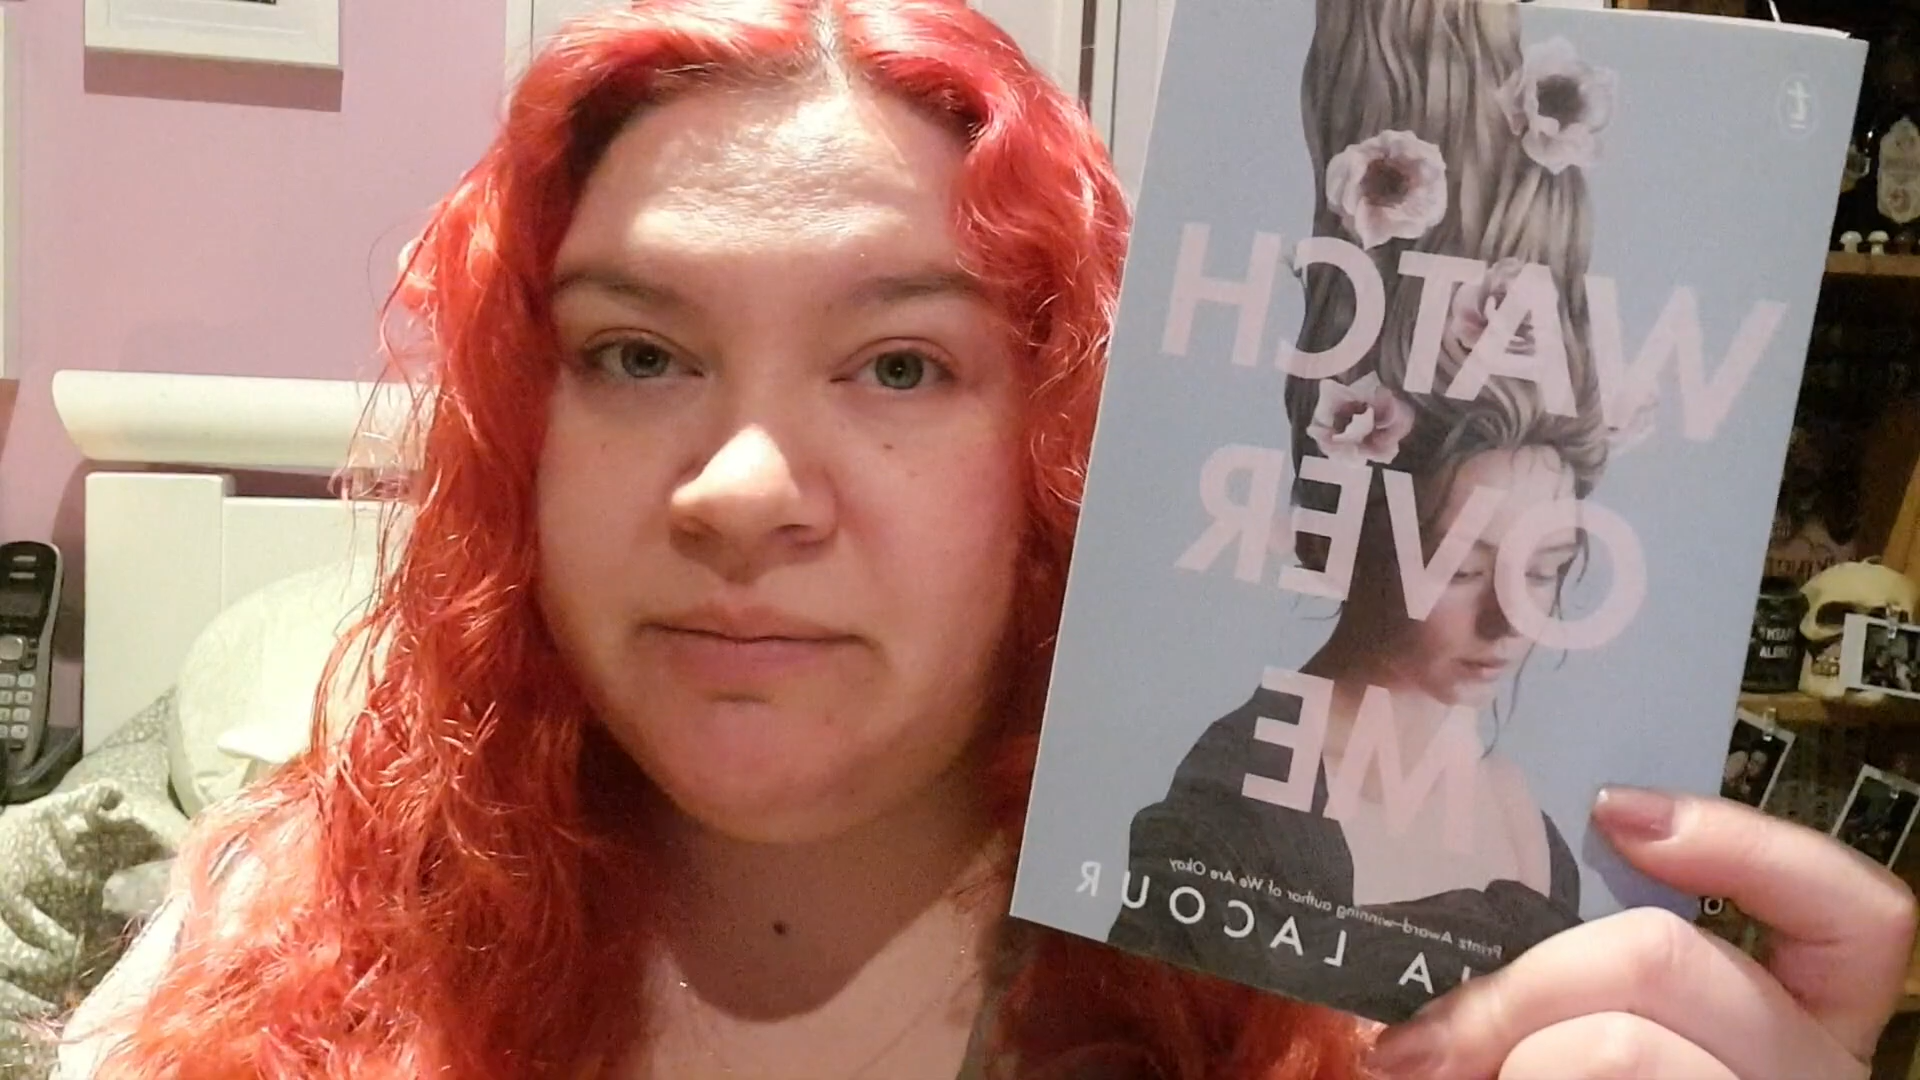 WATCH
OVER
ME
Printz Award-winning author of We Are Okay
LACOUR